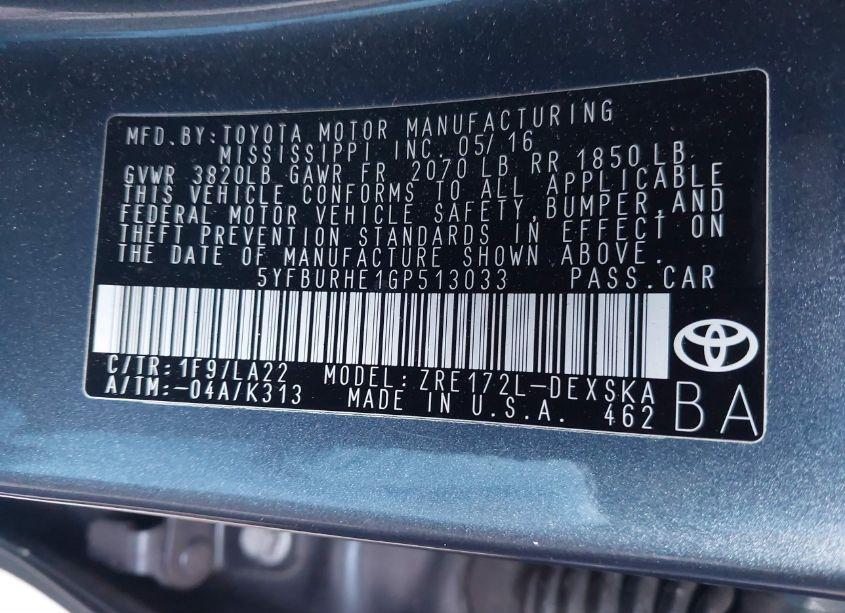 MFD. BY: TOYOTA MOTOR MANUFACTURING
MISSISSIPPI INC. 05/16
GVWR 3820LB GAWR FR 2070 LB RR 1850 LB
THIS VEHICLE CONFORMS TO ALL APPLICABLE
FEDERAL MOTOR VEHICLE SAFETY, BUMPER, AND
THEFT PREVENTION STANDARDS IN EFFECT ON
THE DATE OF MANUFACTURE SHOWN ABOVE.
5YFBURHE1GP513033 PASS. CAR
C/TR: 1F9/LA22 MODEL: ZRE172L-DEXSKA
A/TM: -04A/K313 MADE IN U.S.A. 462 BA